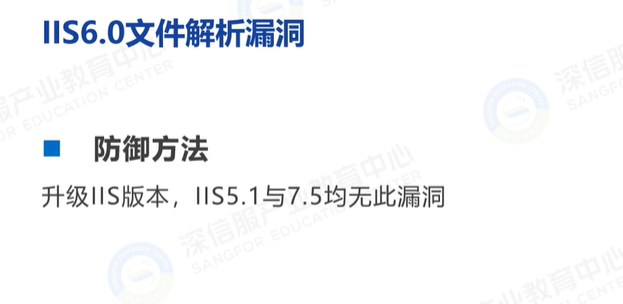 IIS6.0文件解析漏洞
深信服产业教育中心
SANGFOR EDUCATION CENTER
■ 防御方法
升级IIS版本，IIS5.1与7.5均无此漏洞
深信服产业教育中心
SANGFOR EDUCATION CENTER